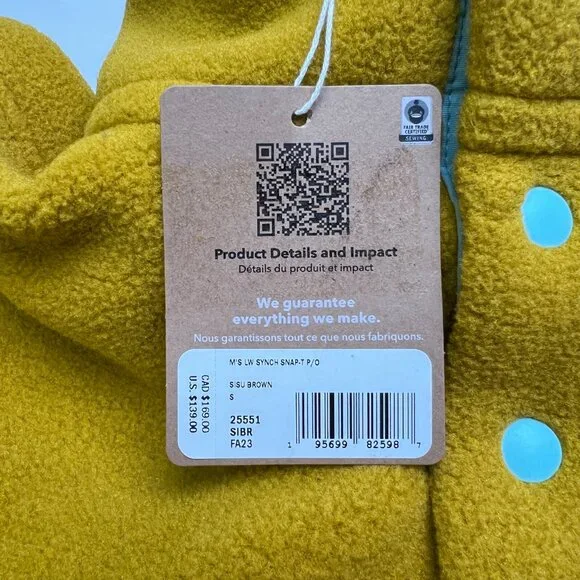 FAIR TRADE
CERTIFIED
SEWING
Product Details and Impact
Détails du produit et impact
We guarantee
everything we make.
Nous garantissons tout ce que nous fabriquons.
CAD $169.00
U.S. $139.00
M'S LW SYNCH SNAP-T P/O
SISU BROWN
S
25551
SIBR
FA23
1 95699 82598 7